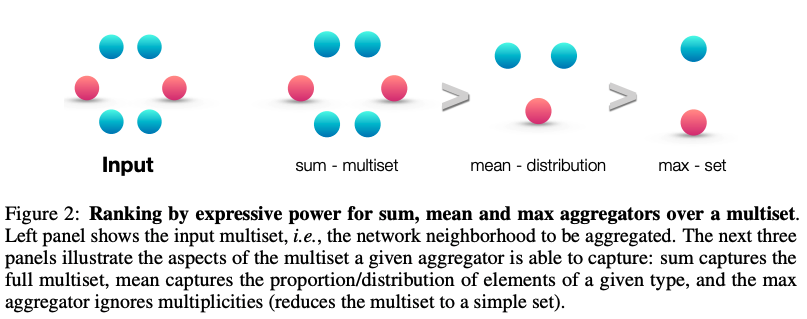 Input
sum - multiset
>
mean - distribution
>
max - set
Figure 2: Ranking by expressive power for sum, mean and max aggregators over a multiset.
Left panel shows the input multiset, i.e., the network neighborhood to be aggregated. The next three
panels illustrate the aspects of the multiset a given aggregator is able to capture: sum captures the
full multiset, mean captures the proportion/distribution of elements of a given type, and the max
aggregator ignores multiplicities (reduces the multiset to a simple set).